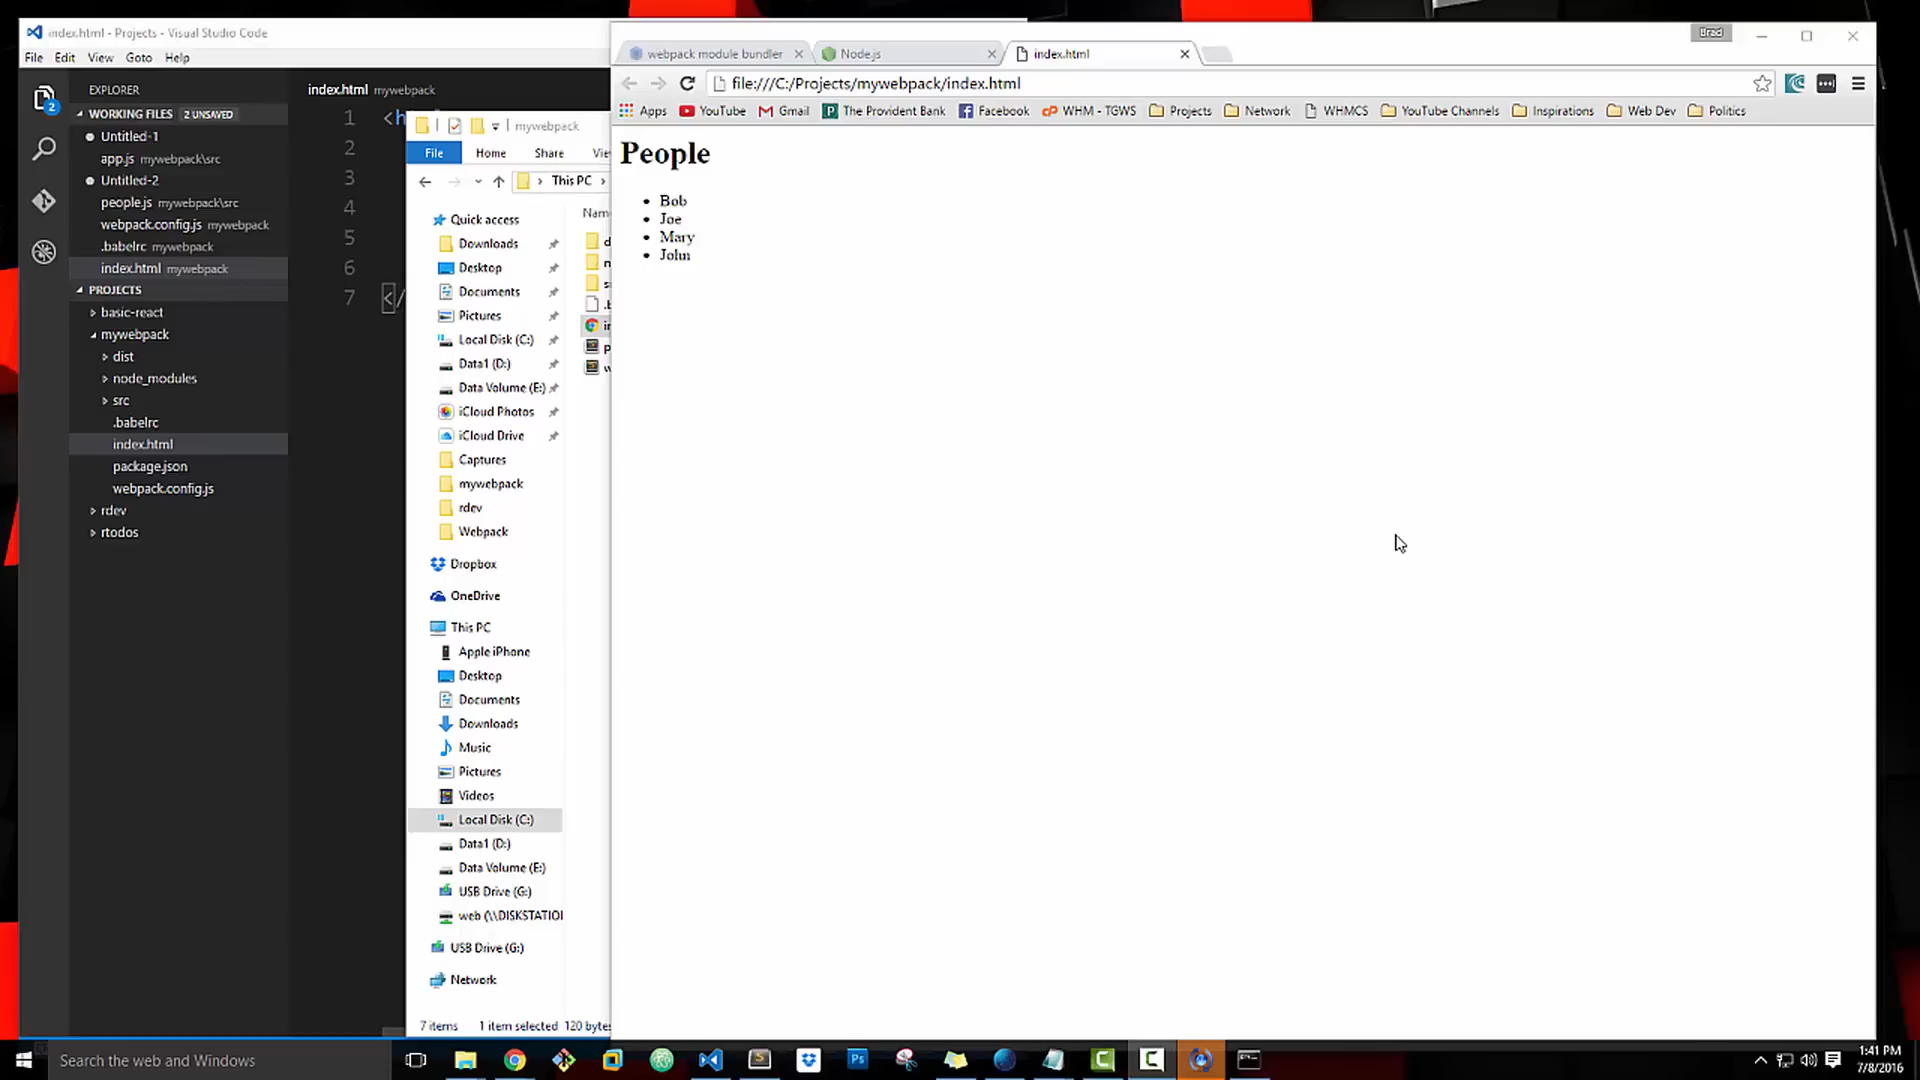 index.html - Projects - Visual Studio Code
File Edit View Goto Help
EXPLORER
WORKING FILES 2 UNSAVED
Untitled-1
app.js mywebpack\src
Untitled-2
people.js mywebpack\src
webpack.config.js mywebpack
.babelrc mywebpack
index.html mywebpack
PROJECTS
basic-react
mywebpack
dist
node_modules
src
.babelrc
index.html
package.json
webpack.config.js
rdev
rtodos
2
index.html mywebpack
1 <h
2
3
4
5
6
7 </
mywebpack
File Home Share
This PC
Quick access
Downloads
Desktop
Documents
Pictures
Local Disk (C:)
Data1 (D:)
Data Volume (E:)
iCloud Photos
iCloud Drive
Captures
mywebpack
rdev
Webpack
Dropbox
OneDrive
This PC
Apple iPhone
Desktop
Documents
Downloads
Music
Pictures
Videos
Local Disk (C:)
Data1 (D:)
Data Volume (E:)
USB Drive (G:)
web (\\DISKSTATIO
USB Drive (G:)
Network
7 items 1 item selected 120 bytes
Brad
webpack module bundler Node.js index.html
file:///C:/Projects/mywebpack/index.html
Apps YouTube Gmail The Provident Bank Facebook WHM - TGWS Projects Network WHMCS YouTube Channels Inspirations Web Dev Politics
People
Bob
Joe
Mary
John
Search the web and Windows
1:41 PM
7/8/2016